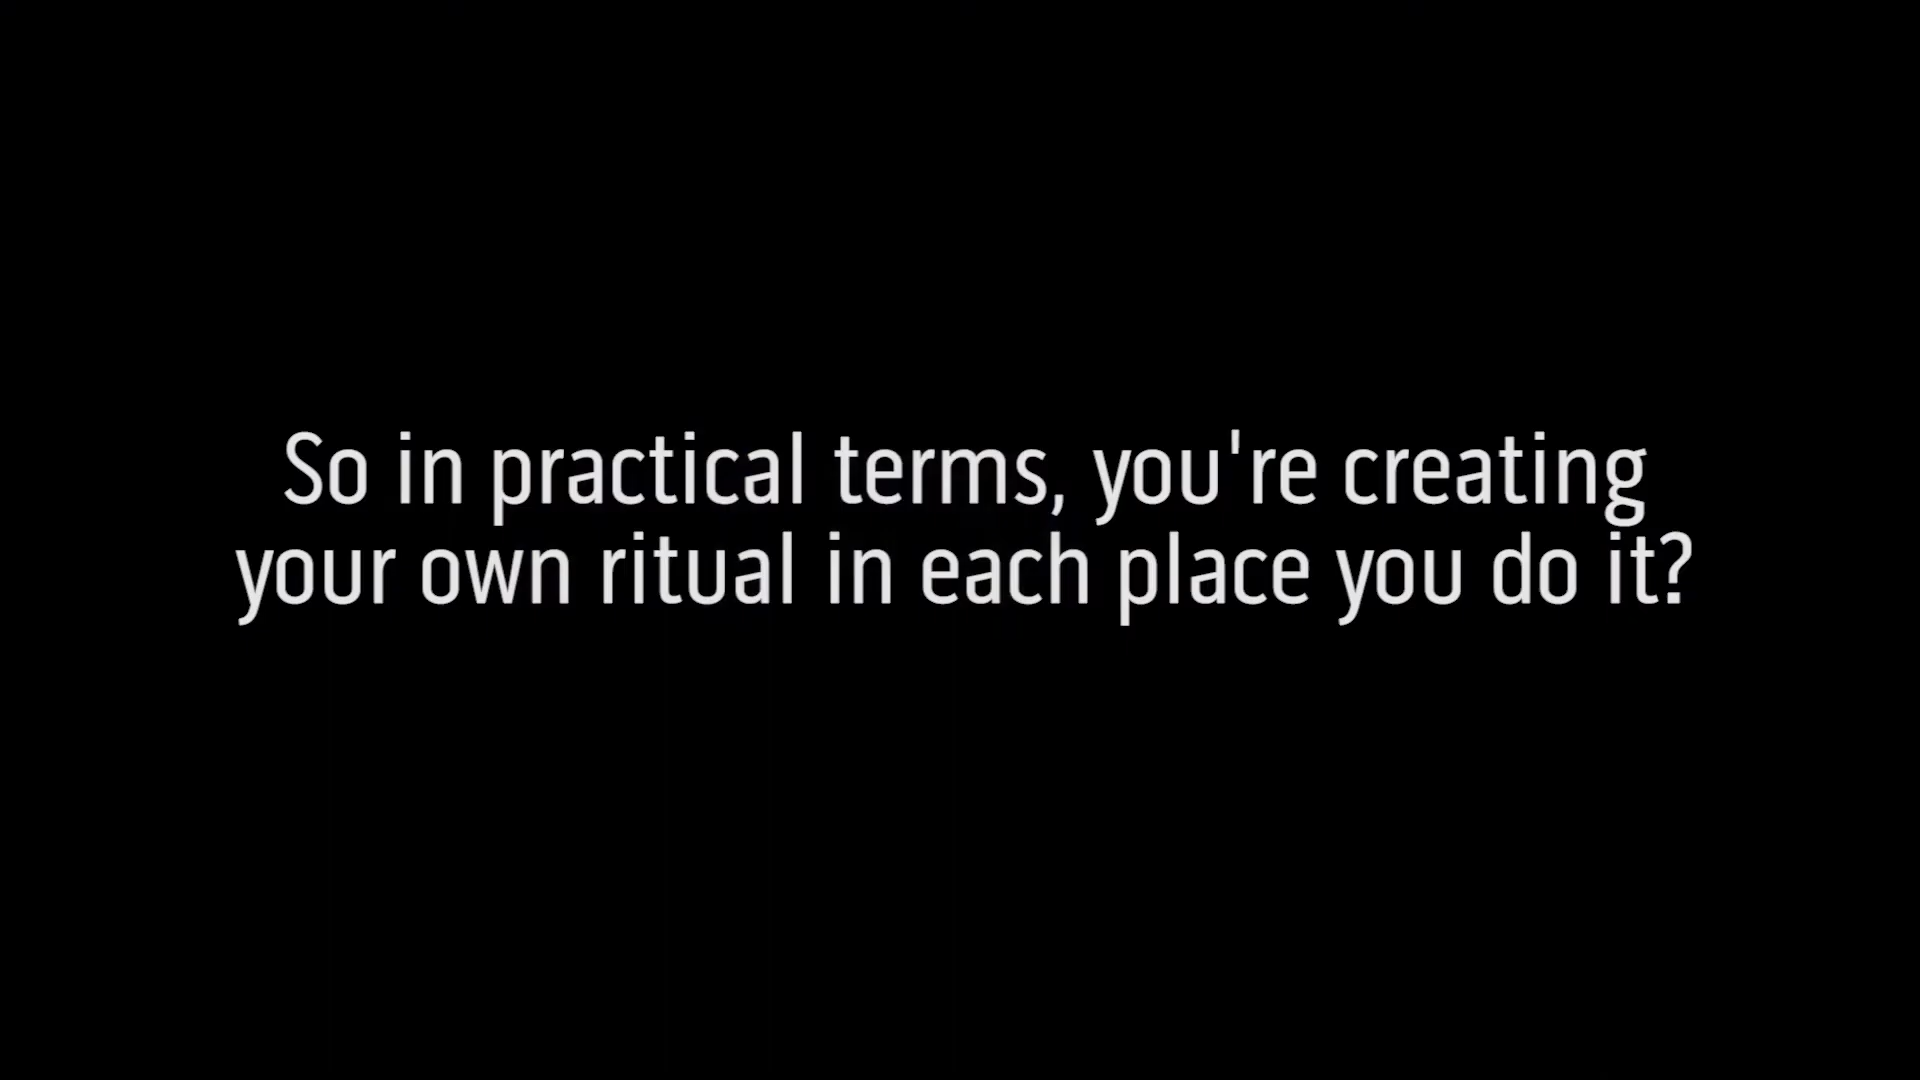 So in practical terms, you're creating
your own ritual in each place you do it?